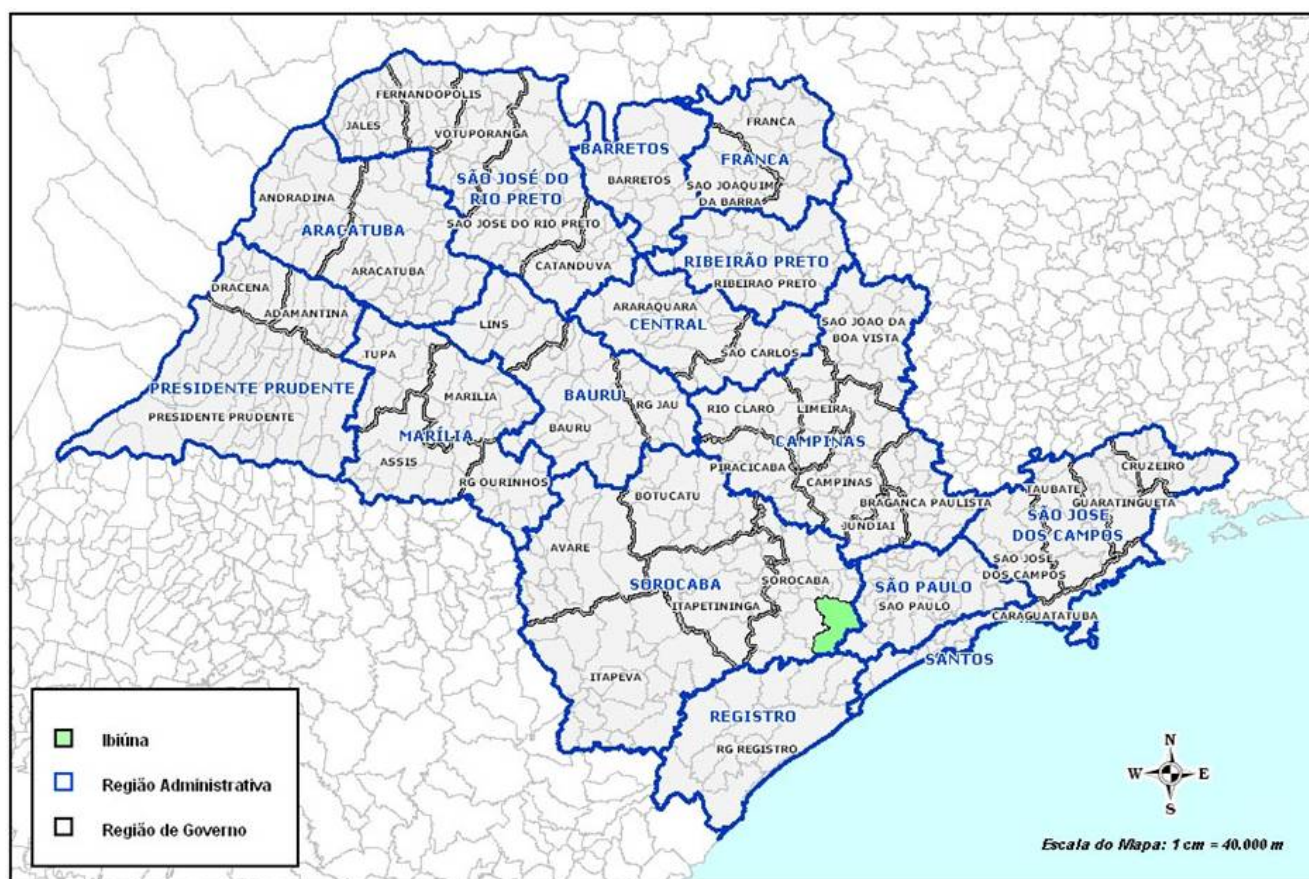 FERNANDOPOLIS
JALES
VOTUPORANGA
BARRETOS
BARRETOS
FRANCA
FRANCA
SAO JOAQUIM
DA BARRA
ANDRADINA
SÃO JOSÉ DO
RIO PRETO
SAO JOSE DO RIO PRETO
ARAÇATUBA
ARACATUBA
CATANDUVA
RIBEIRÃO PRETO
RIBEIRAO PRETO
DRACENA
ADAMANTINA
LINS
ARARAQUARA
CENTRAL
SAO CARLOS
SAO JOAO DA
BOA VISTA
TUPA
PRESIDENTE PRUDENTE
PRESIDENTE PRUDENTE
MARILIA
MARÍLIA
ASSIS
BAURU
BAURU
RG JAU
RIO CLARO
LIMEIRA
CAMPINAS
PIRACICABA
CAMPINAS
BRAGANCA PAULISTA
JUNDIAI
RG OURINHOS
BOTUCATU
CRUZEIRO
TAUBATE
GUARATINGUETA
SÃO JOSE
DOS CAMPOS
SAO JOSE
DOS CAMPOS
AVARE
SOROCABA
SOROCABA
ITAPETININGA
SÃO PAULO
SAO PAULO
CARAGUATATUBA
SANTOS
ITAPEVA
REGISTRO
RG REGISTRO
Ibiúna
Região Administrativa
Região de Governo
N
W
E
S
Escala do Mapa: 1 cm = 40.000 m